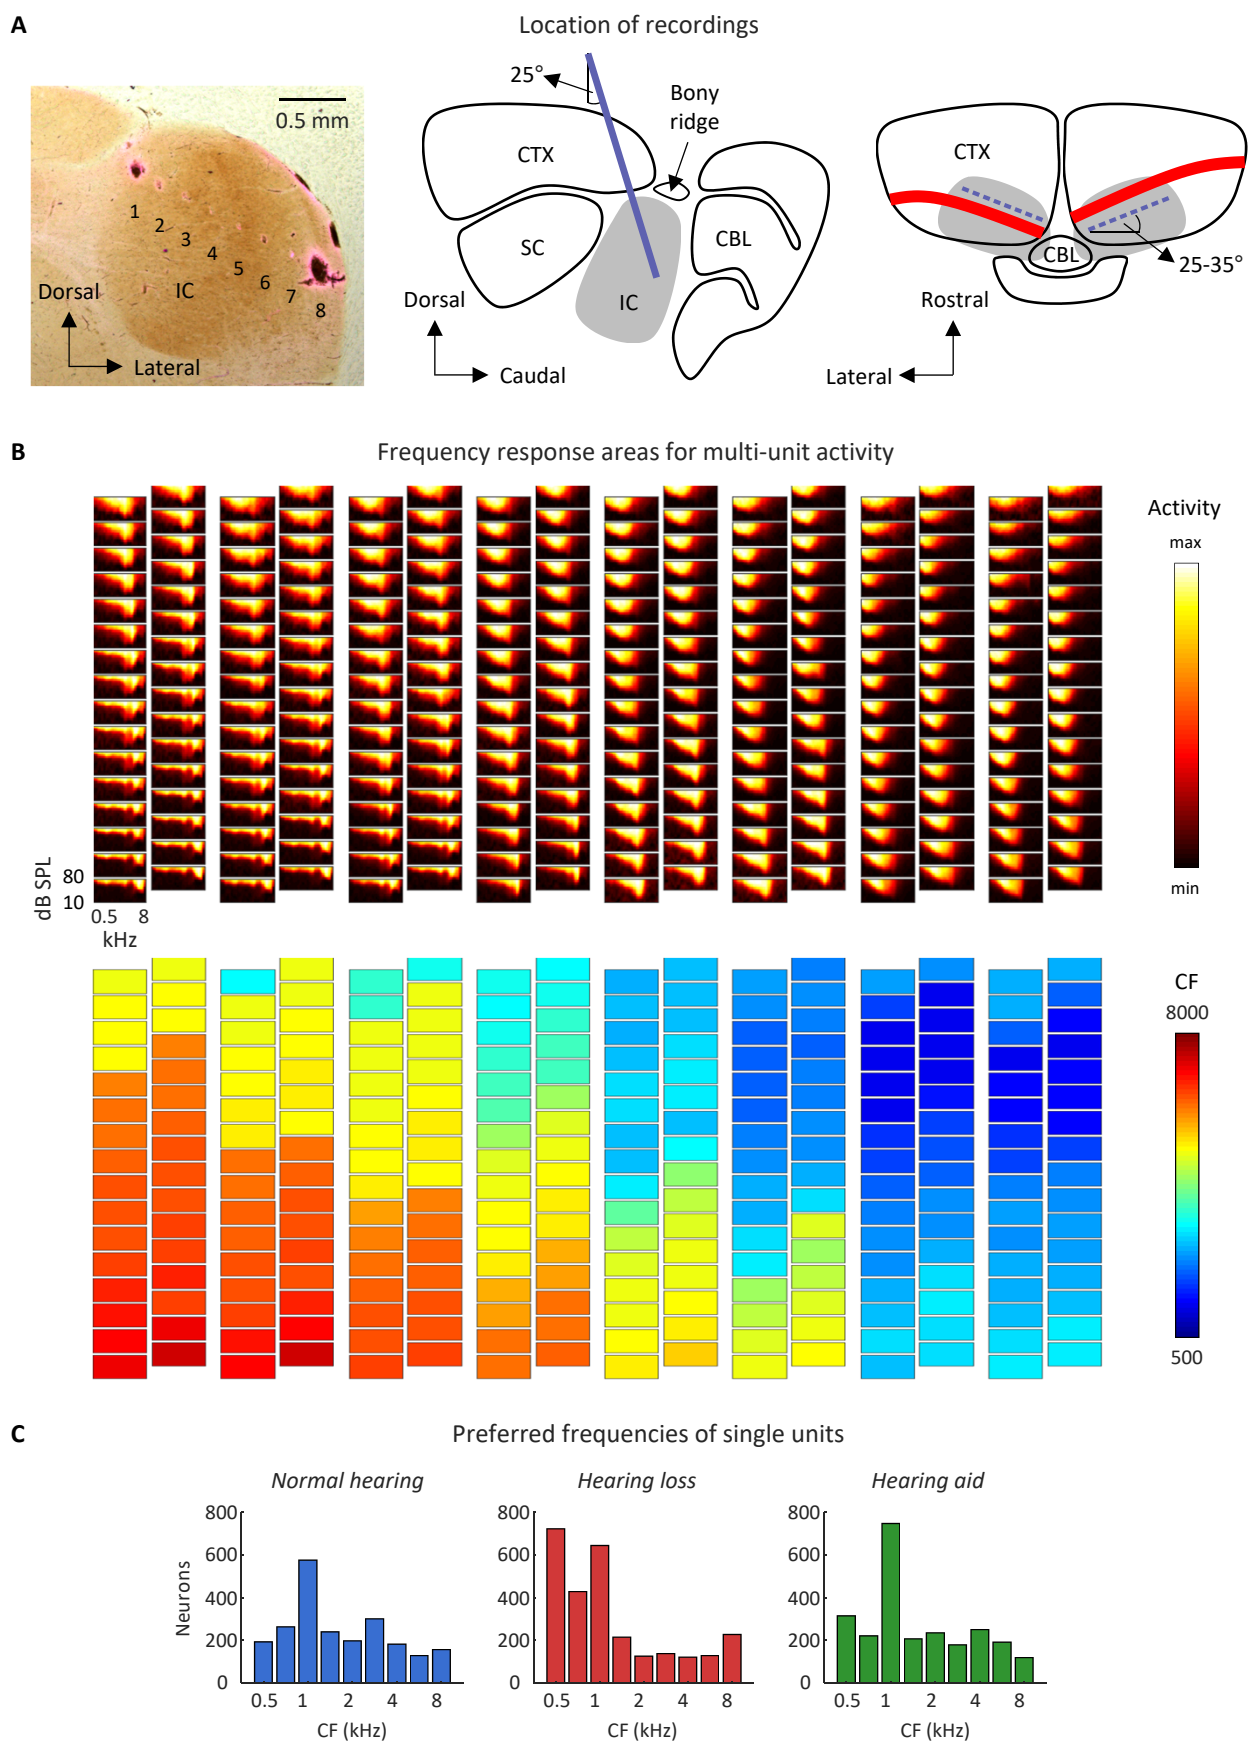 A
Location of recordings
0.5 mm
1
2
3
4
5
6
7
8
IC
Dorsal
Lateral
25°
Bony
ridge
CTX
SC
CBL
IC
Dorsal
Caudal
CTX
CBL
25-35°
Rostral
Lateral
B
Frequency response areas for multi-unit activity
Activity
max
min
dB SPL
80
10
0.5 8
kHz
CF
8000
500
C
Preferred frequencies of single units
Normal hearing
Neurons
800
600
400
200
0
0.5 1 2 4 8
CF (kHz)
Hearing loss
800
600
400
200
0
0.5 1 2 4 8
CF (kHz)
Hearing aid
800
600
400
200
0
0.5 1 2 4 8
CF (kHz)